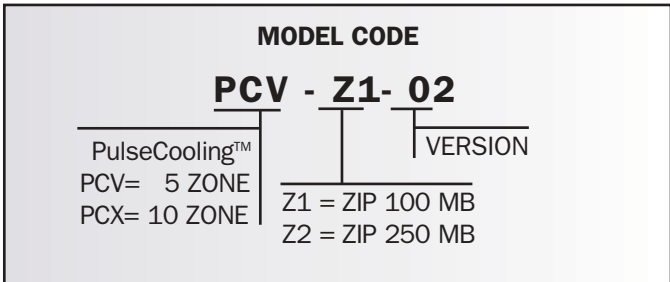 MODEL CODE
PCV - Z1- 02
PulseCooling™
PCV= 5 ZONE
PCX= 10 ZONE
VERSION
Z1 = ZIP 100 MB
Z2 = ZIP 250 MB